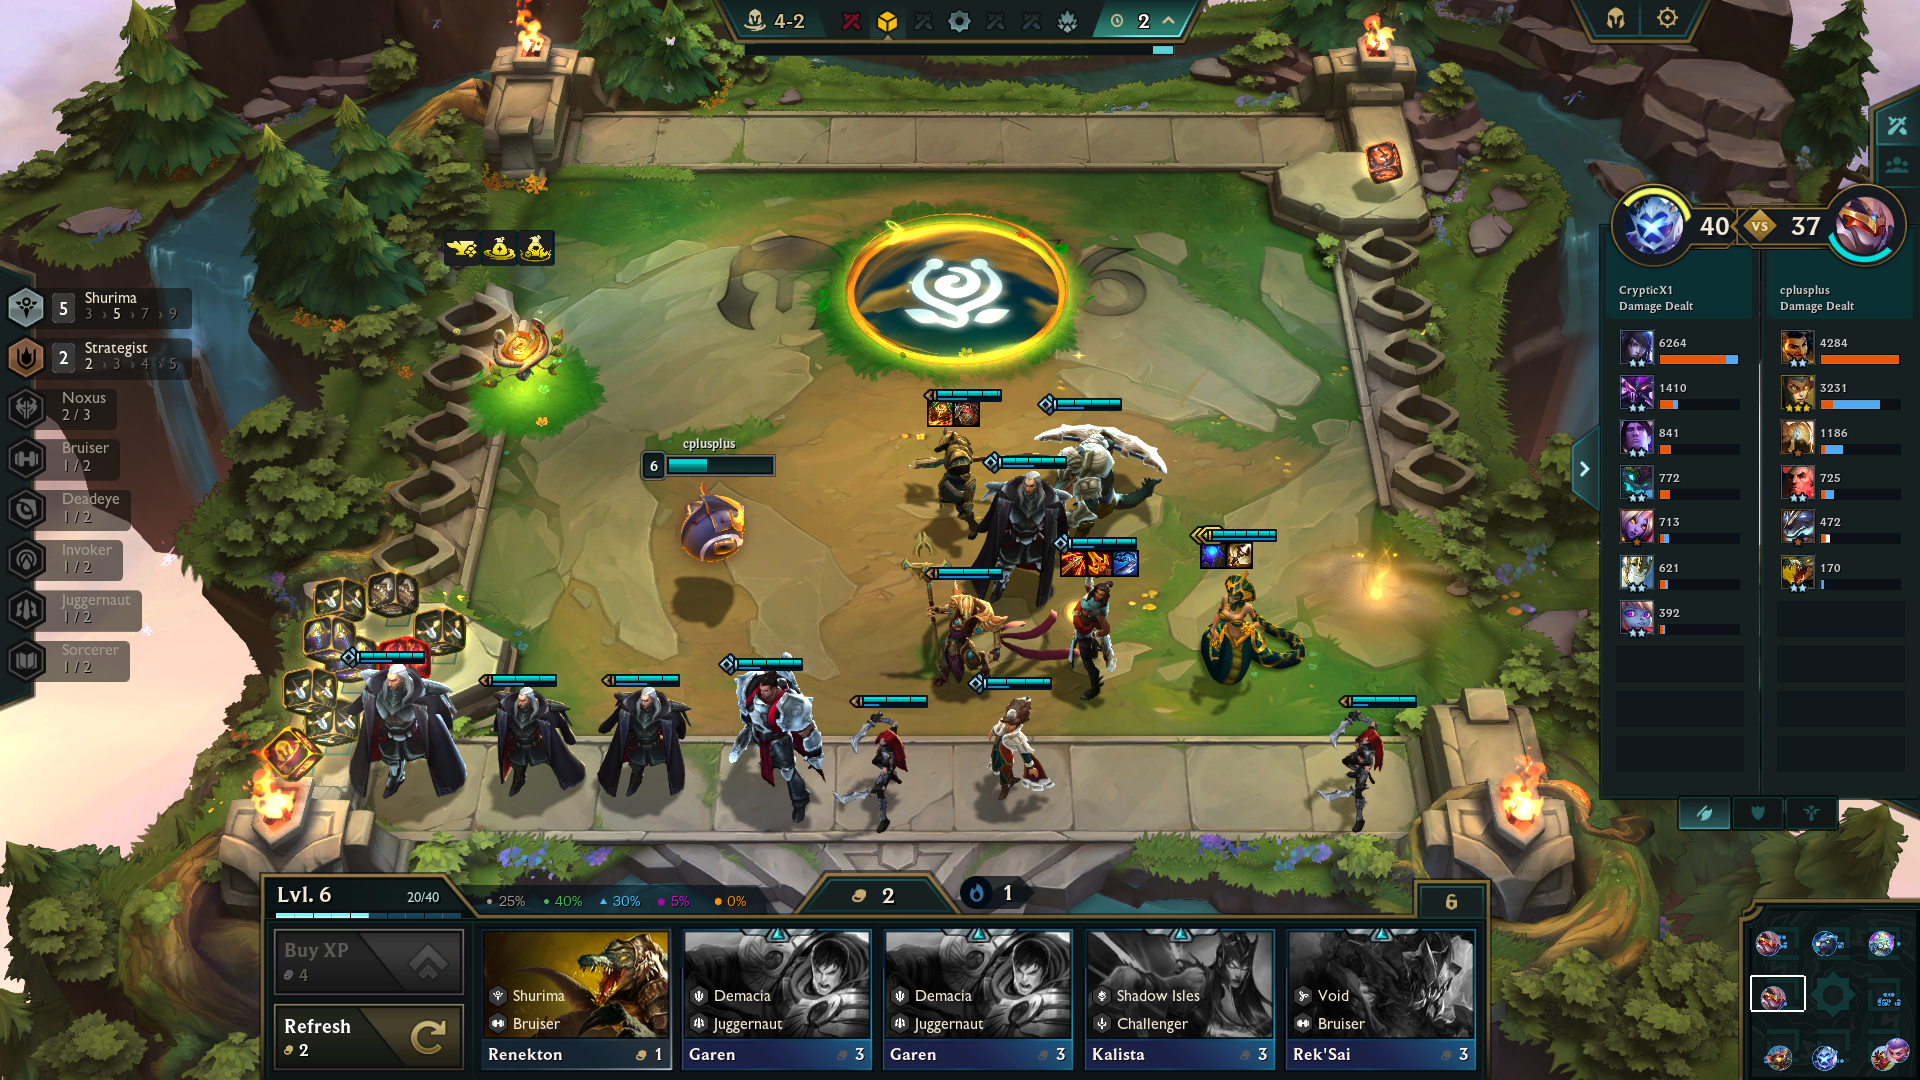 4-2
2
40 VS 37
CrypticX1
Damage Dealt
cplusplus
Damage Dealt
6264
1410
841
772
713
621
392
4284
3231
1186
725
472
170
5 Shurima
3 › 5 › 7 › 9
2 Strategist
2 › 3 › 4 › 5
Noxus
2 / 3
Bruiser
1 / 2
Deadeye
1 / 2
Invoker
1 / 2
Juggernaut
1 / 2
Sorcerer
1 / 2
cplusplus
6
Lvl. 6 20/40
25% 40% 30% 5% 0%
2
1
6
Buy XP
4
Refresh
2
Shurima
Bruiser
Renekton 1
Demacia
Juggernaut
Garen 3
Demacia
Juggernaut
Garen 3
Shadow Isles
Challenger
Kalista 3
Void
Bruiser
Rek'Sai 3